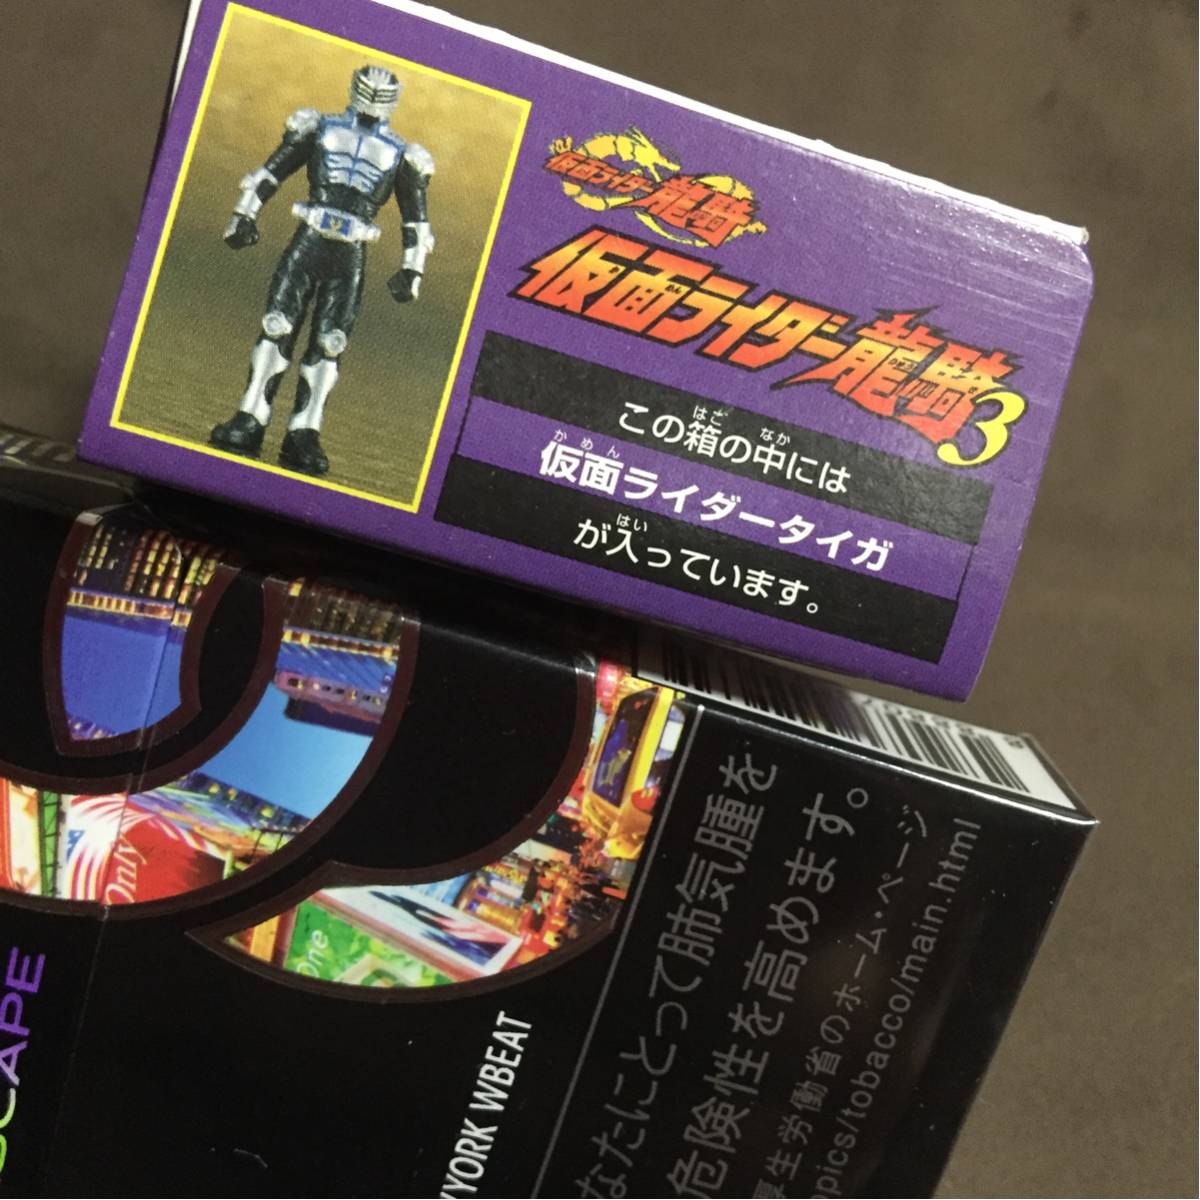 仮面ライダー龍騎
仮面ライダー龍騎3
この箱の中には
仮面ライダータイガ
が入っています。
Only
One
CAPE
YORK WBEAT
なたにとって肺気腫を
危険性を高めます。
厚生労働省のホーム・ページ
pics/tobacco/main.html